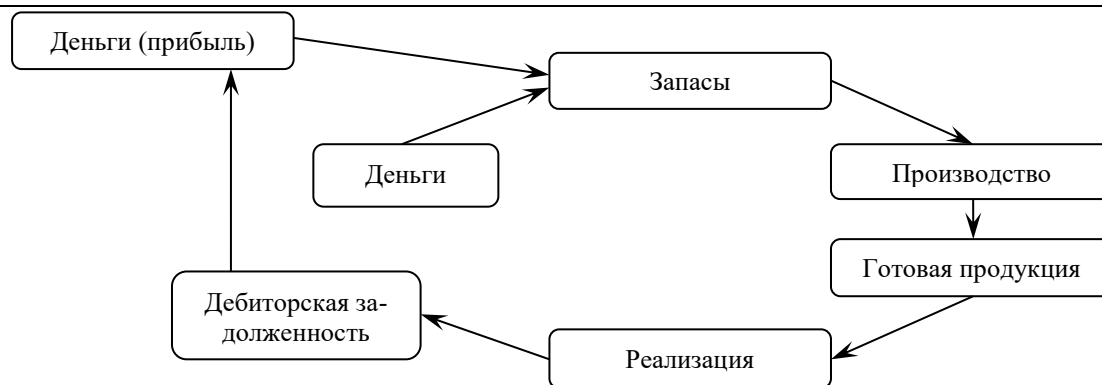 Деньги (прибыль)
Запасы
Деньги
Производство
Готовая продукция
Дебиторская за-
долженность
Реализация